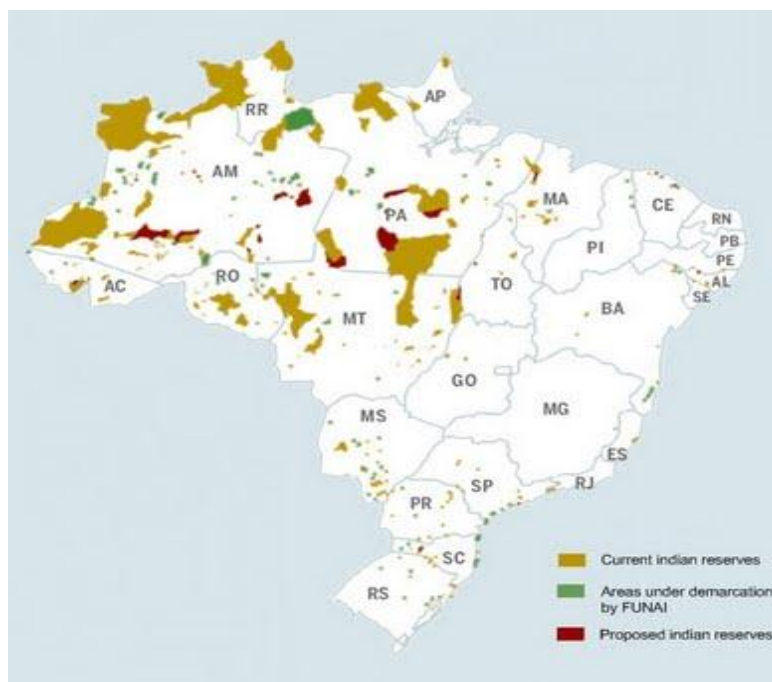 AP
RR
AM
PA
MA
CE
RN
PB
PE
AL
SE
PI
TO
BA
AC
RO
MT
GO
MG
ES
MS
SP
RJ
PR
SC
RS
Current indian reserves
Areas under demarcation
by FUNAI
Proposed indian reserves